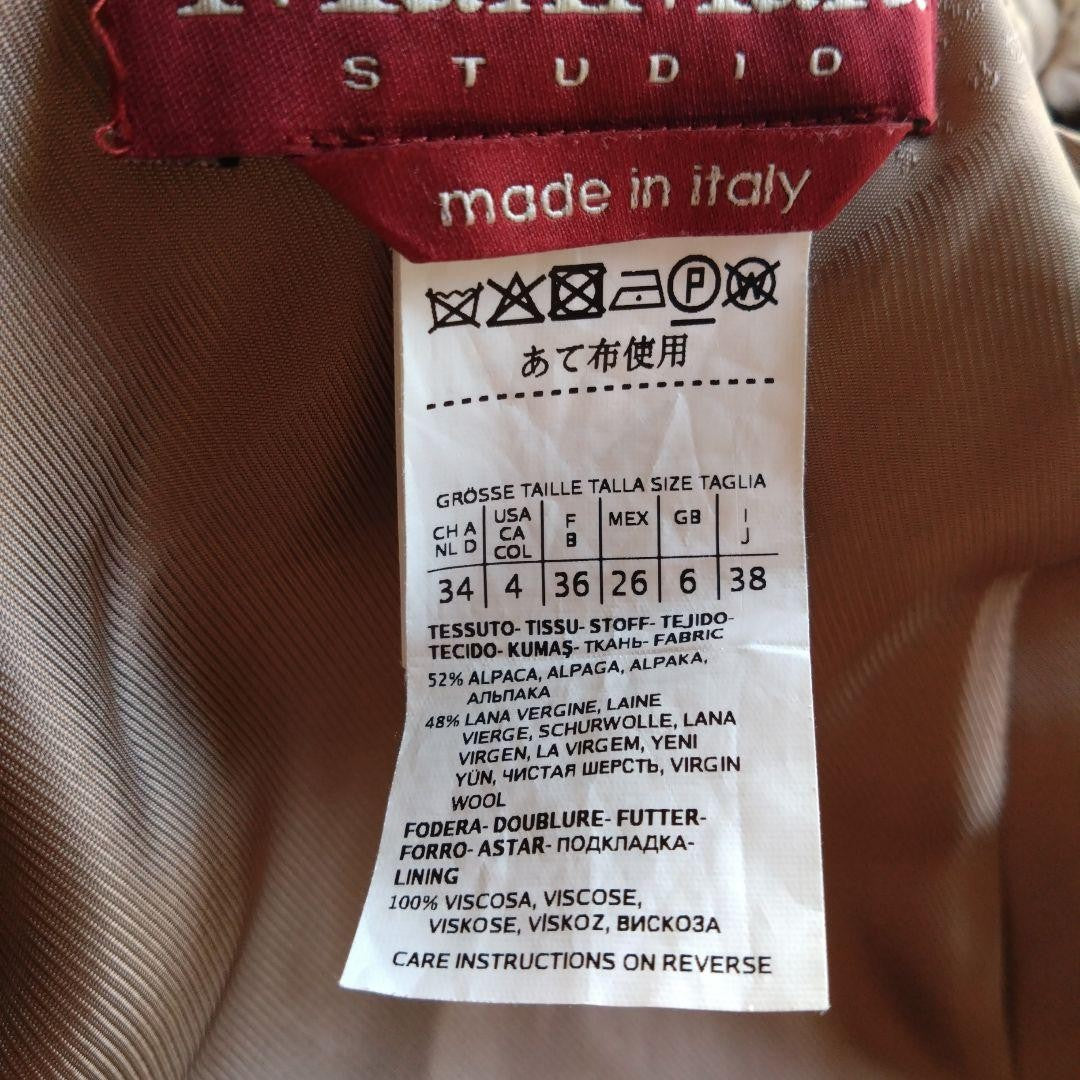 STUDIO
made in italy
P W
あて布使用
GRÖSSE TAILLE TALLA SIZE TAGLIA
CH A NL D USA CA COL F B MEX GB I J
34 4 36 26 6 38
TESSUTO- TISSU- STOFF- TEJIDO-
TECIDO- KUMAŞ- ТКАНЬ- FABRIC
52% ALPACA, ALPAGA, ALPAKA,
АЛЬПАКА
48% LANA VERGINE, LAINE
VIERGE, SCHURWOLLE, LANA
VIRGEN, LA VIRGEM, YENI
YÜN, ЧИСТАЯ ШЕРСТЬ, VIRGIN
WOOL
FODERA- DOUBLURE- FUTTER-
FORRO- ASTAR- ПОДКЛАДКА-
LINING
100% VISCOSA, VISCOSE,
VISKOSE, VİSKOZ, ВИСКОЗА
CARE INSTRUCTIONS ON REVERSE